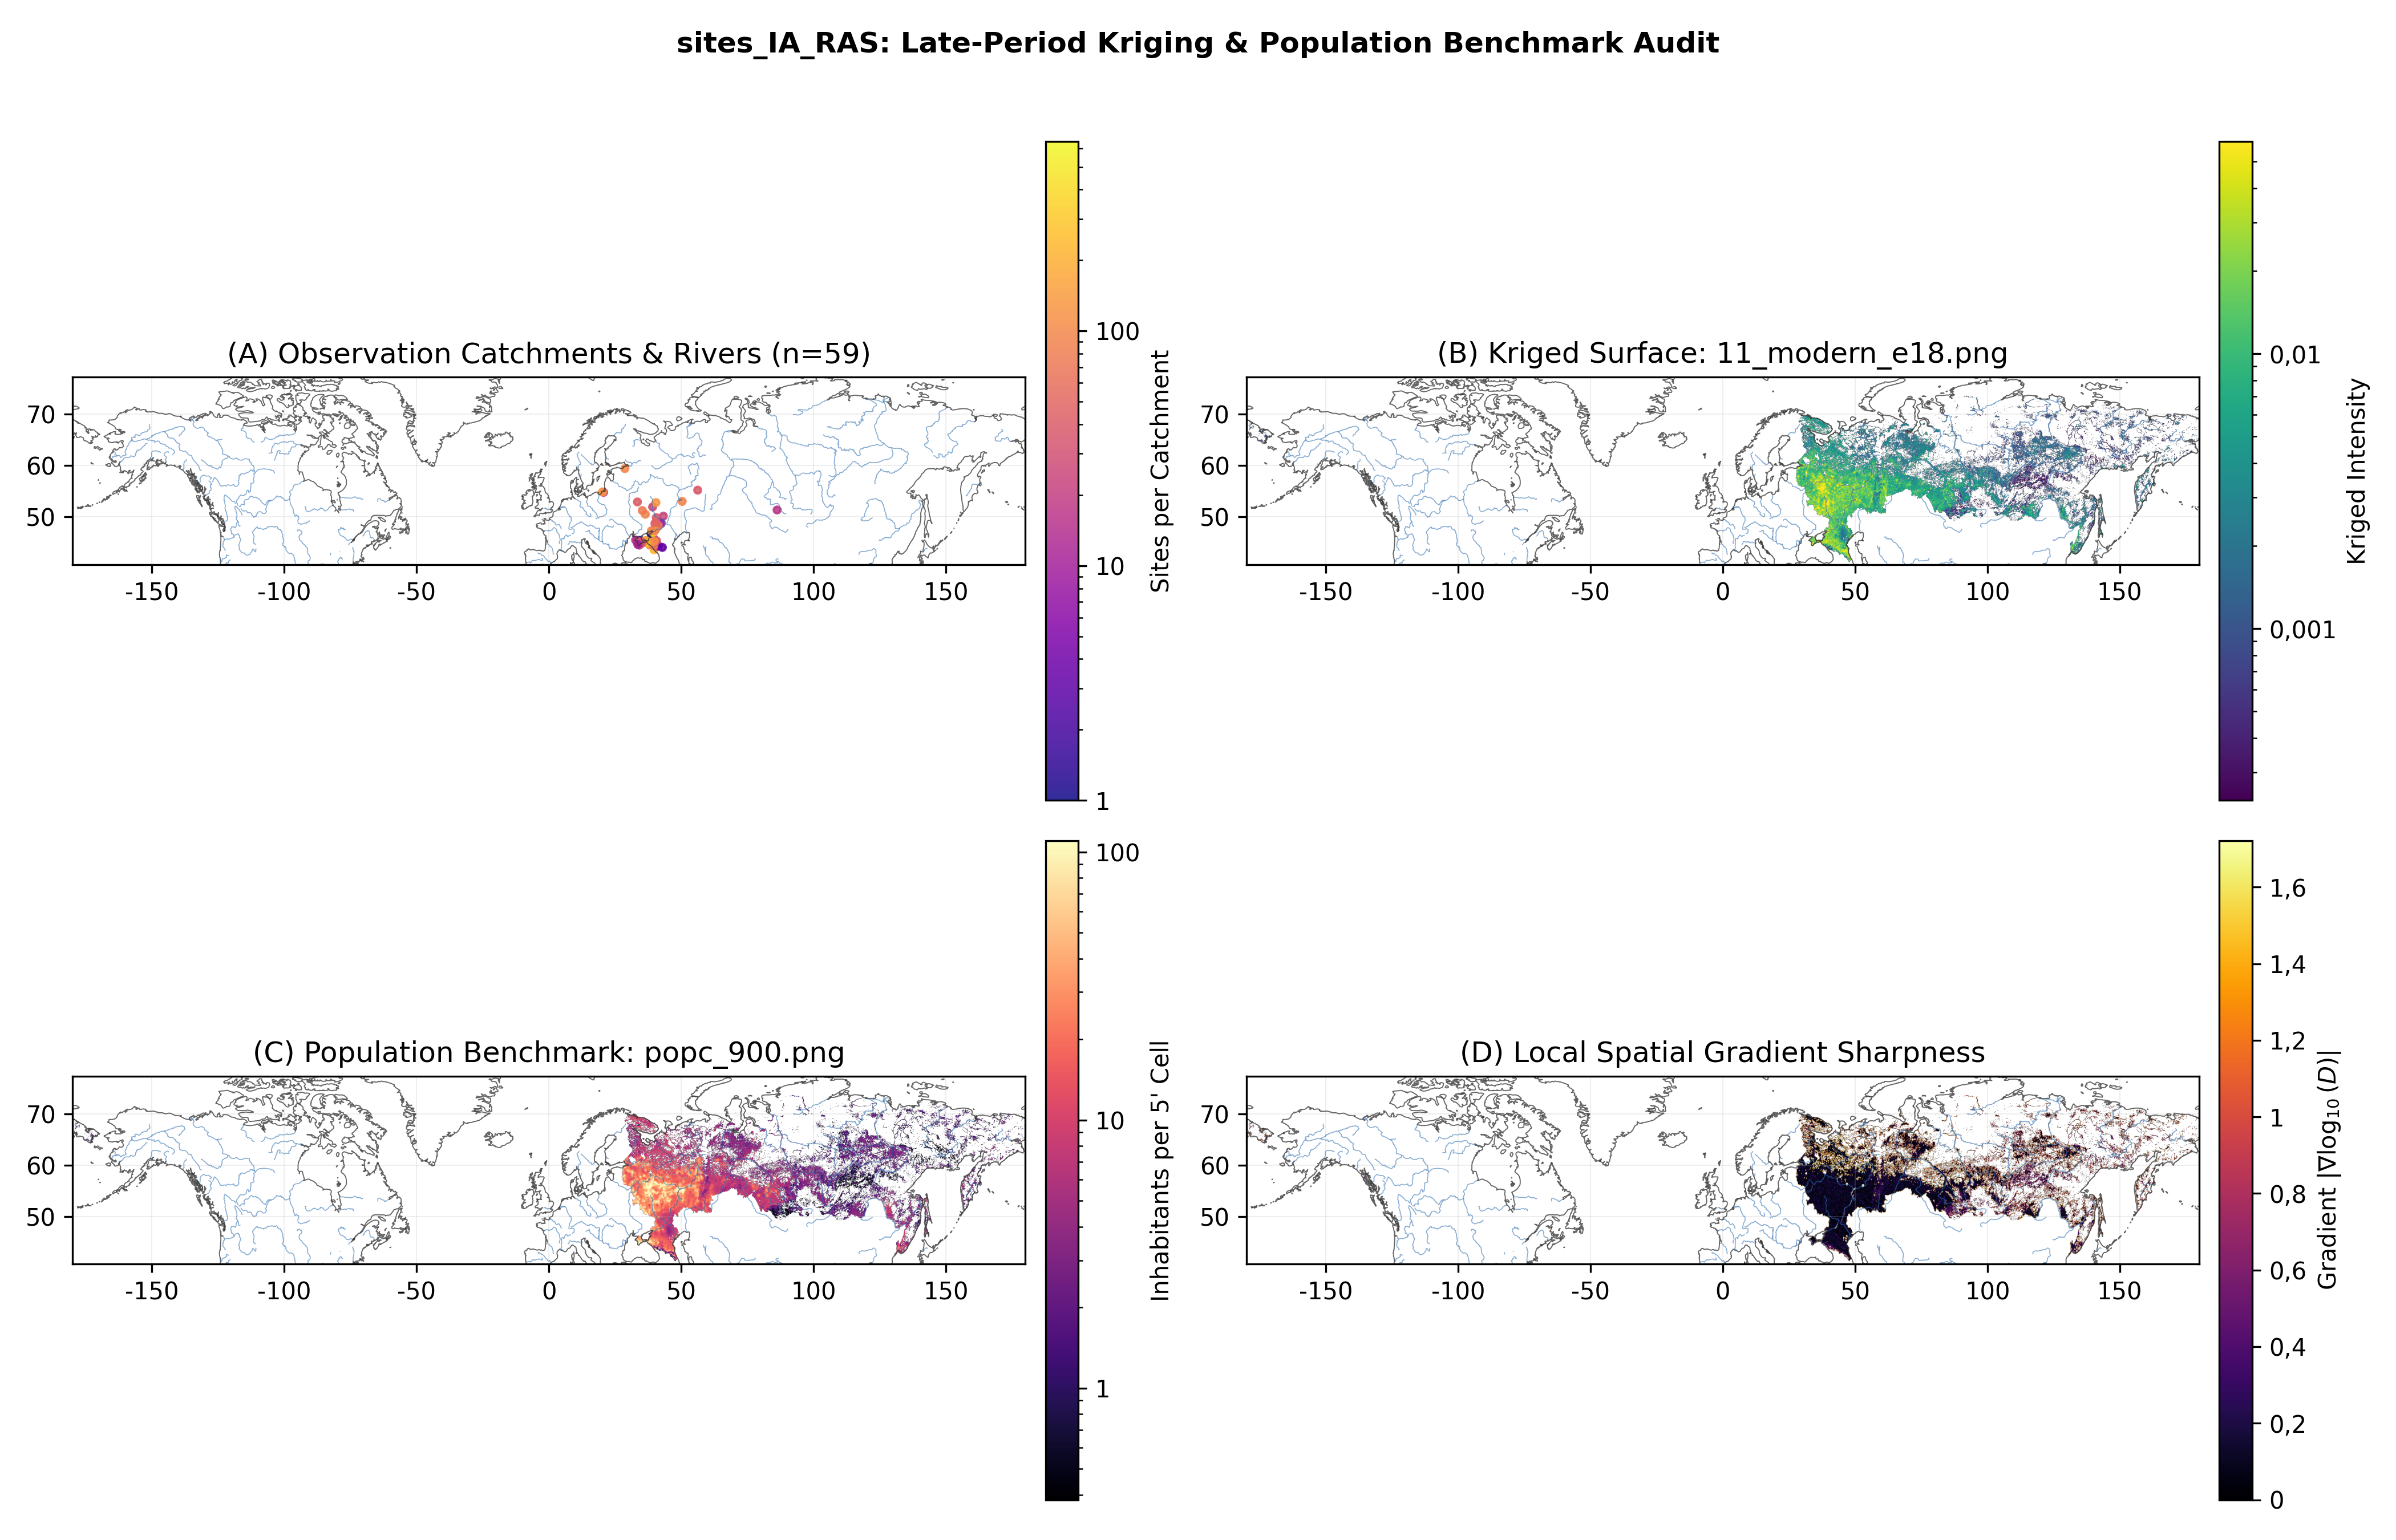 sites_IA_RAS: Late-Period Kriging & Population Benchmark Audit
(A) Observation Catchments & Rivers (n=59)
70
60
50
-150 -100 -50 0 50 100 150
100
10
1
Sites per Catchment
(B) Kriged Surface: 11_modern_e18.png
70
60
50
-150 -100 -50 0 50 100 150
0,01
0,001
Kriged Intensity
(C) Population Benchmark: popc_900.png
70
60
50
-150 -100 -50 0 50 100 150
100
10
1
Inhabitants per 5' Cell
(D) Local Spatial Gradient Sharpness
70
60
50
-150 -100 -50 0 50 100 150
1,6
1,4
1,2
1
0,8
0,6
0,4
0,2
0
Gradient |∇log₁₀(D)|